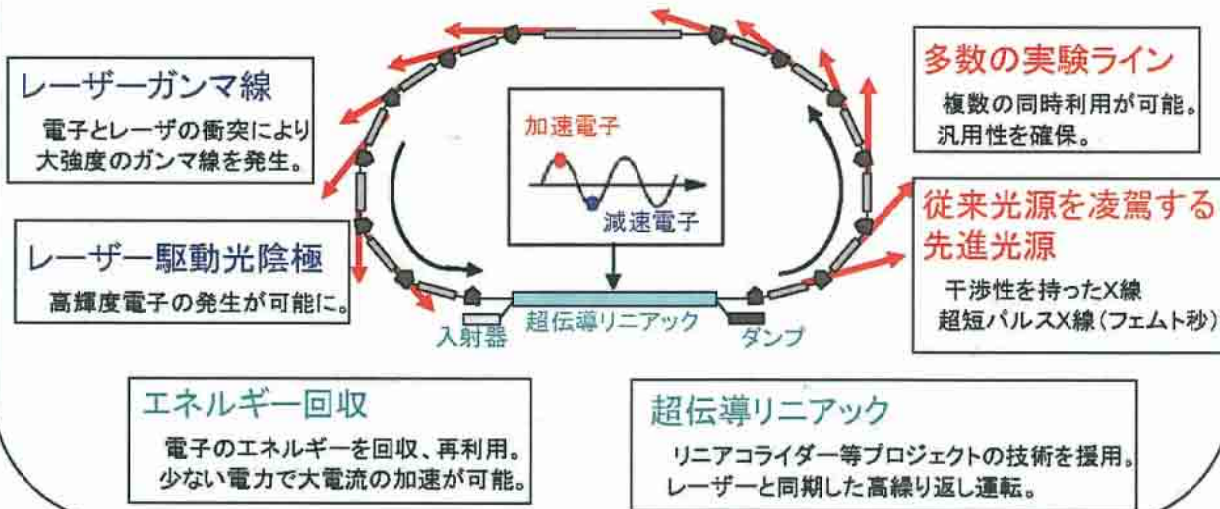 レーザーガンマ線
電子とレーザの衝突により
大強度のガンマ線を発生。
レーザー駆動光陰極
高輝度電子の発生が可能に。
加速電子
減速電子
入射器
超伝導リニアック
ダンプ
多数の実験ライン
複数の同時利用が可能。
汎用性を確保。
従来光源を凌駕する
先進光源
干渉性を持ったX線
超短パルスX線(フェムト秒)
エネルギー回収
電子のエネルギーを回収、再利用。
少ない電力で大電流の加速が可能。
超伝導リニアック
リニアコライダー等プロジェクトの技術を援用。
レーザーと同期した高繰り返し運転。